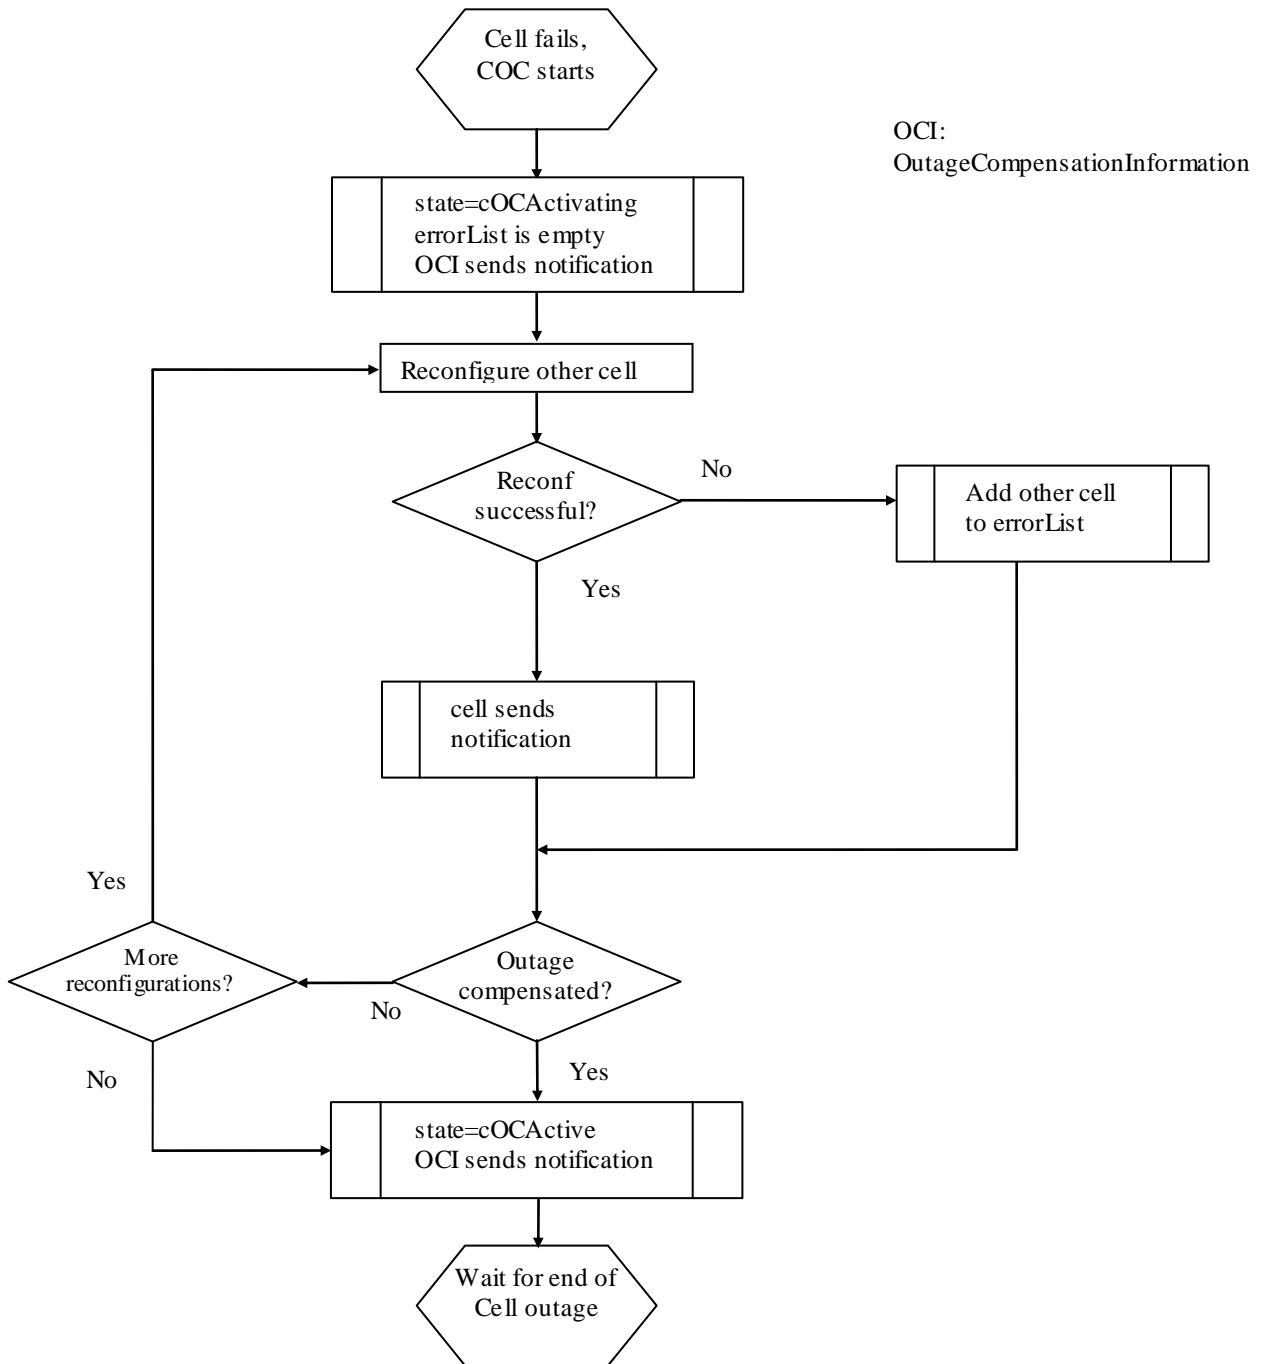 Cell fails,
COC starts
OCI:
OutageCompensationInformation
state=cOCActivating
errorList is empty
OCI sends notification
Reconfigure other cell
Reconf
successful?
No
Add other cell
to errorList
Yes
cell sends
notification
Yes
More
reconfigurations?
Outage
compensated?
No
No
Yes
state=cOCActive
OCI sends notification
Wait for end of
Cell outage